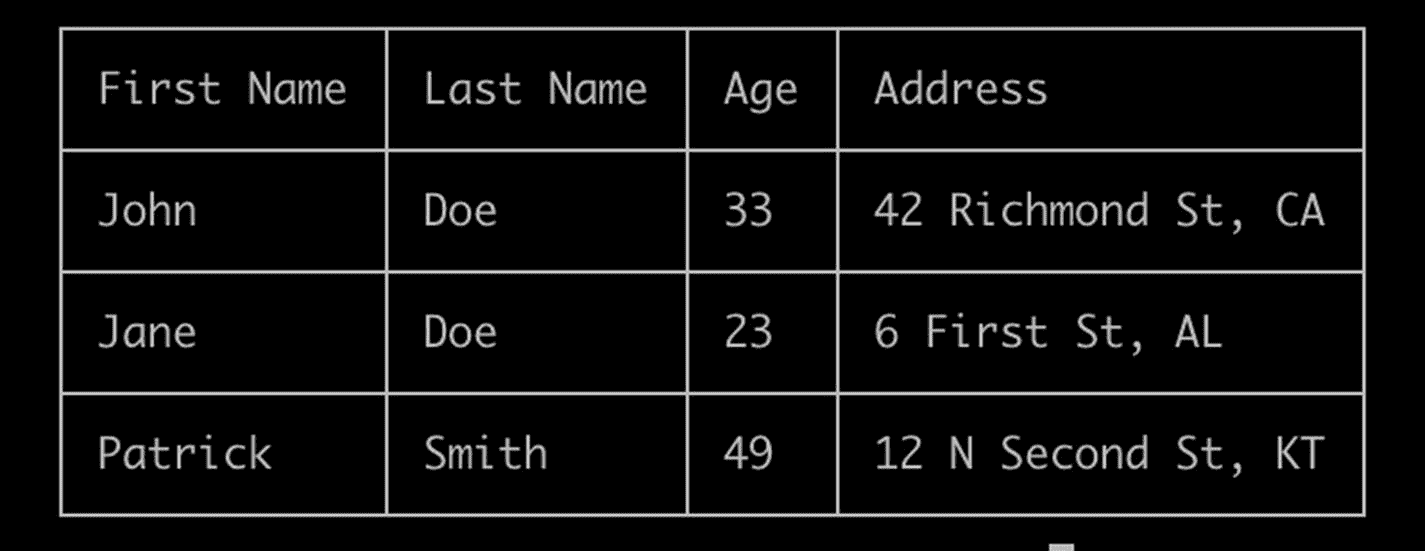 First Name Last Name Age Address
John Doe 33 42 Richmond St, CA
Jane Doe 23 6 First St, AL
Patrick Smith 49 12 N Second St, KT